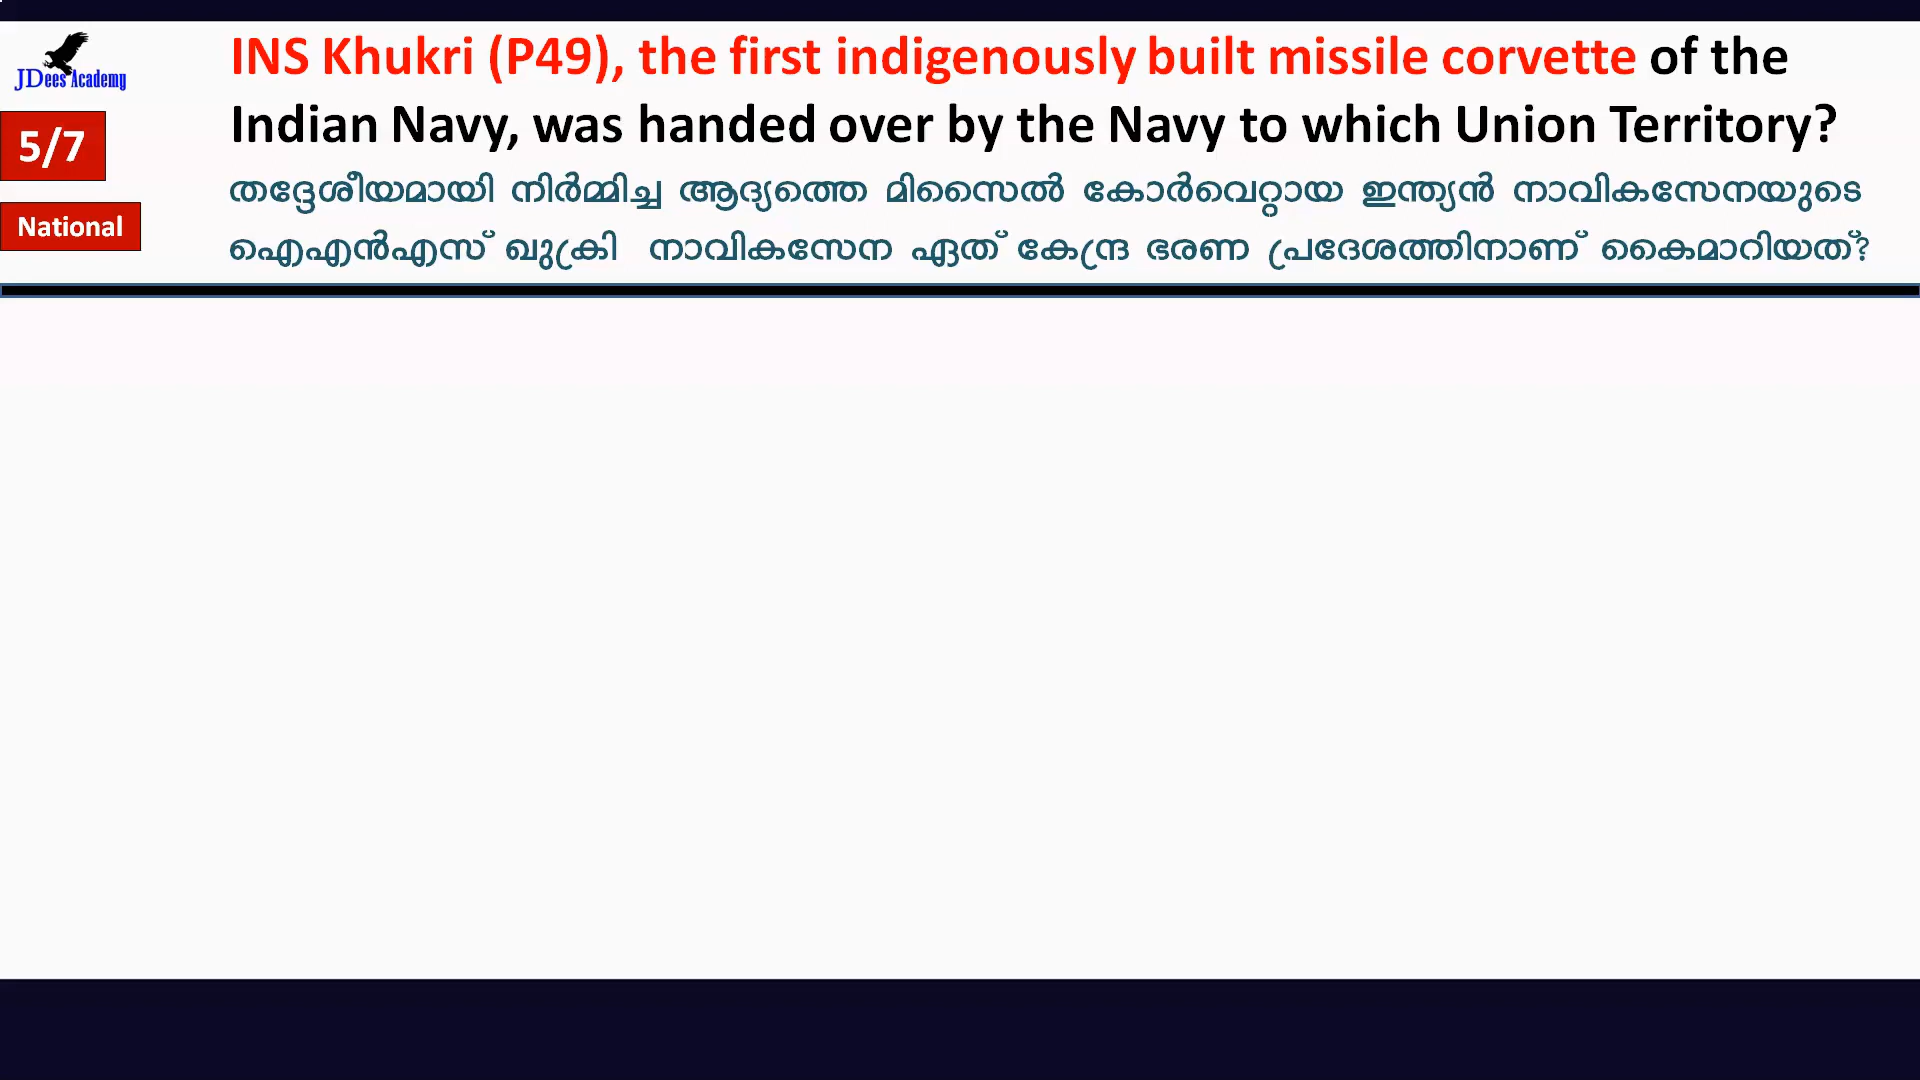 JDees Academy
INS Khukri (P49), the first indigenously built missile corvette of the
Indian Navy, was handed over by the Navy to which Union Territory?
5/7
തദ്ദേശീയമായി നിർമ്മിച്ച ആദ്യത്തെ മിസൈൽ കോർവെറ്റായ ഇന്ത്യൻ നാവികസേനയുടെ
National
ഐഎൻഎസ് ഖുക്രി നാവികസേന ഏത് കേന്ദ്ര ഭരണ പ്രദേശത്തിനാണ് കൈമാറിയത്?